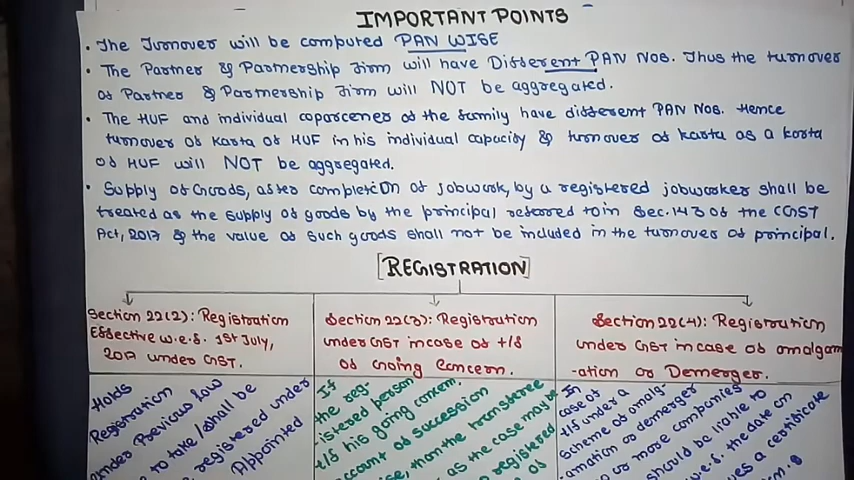 IMPORTANT POINTS
• The Turnover will be computed PAN WISE
• The Partner & Partnership Firm will have Different PAN Nos. Thus the turnover
of Partner & Partnership Firm will NOT be aggregated.
• The HUF and individual coparcener of the family have different PAN Nos. Hence
turnover of Karta of HUF in his individual capacity & turnover of karta as a karta
of HUF will NOT be aggregated.
• Supply of Goods, after completion of jobwork, by a registered jobworker shall be
treated as the supply of goods by the principal referred to in Sec. 143 of the CGST
Act, 2017 & the value of such goods shall not be included in the turnover of principal.
[REGISTRATION]
Section 22(2): Registration
Effective w.e.f. 1st July,
2017 under GST.
Section 22(3): Registration
under GST incase of t/f
of Going Concern.
Section 22(4): Registration
under GST in case of amalgam
-ation or Demerger.
Holds
Registration
Under Previous Law
to take/shall be
registered under
Appointed
If
the reg-
istered person
t/f his going concern.
account of succession
than the transferee
as the case maybe
registered
of
In
case of
t/f under a
scheme of amalg-
amation or demerger
or more companies
should be liable to
w.e.f. the date on
a certificate